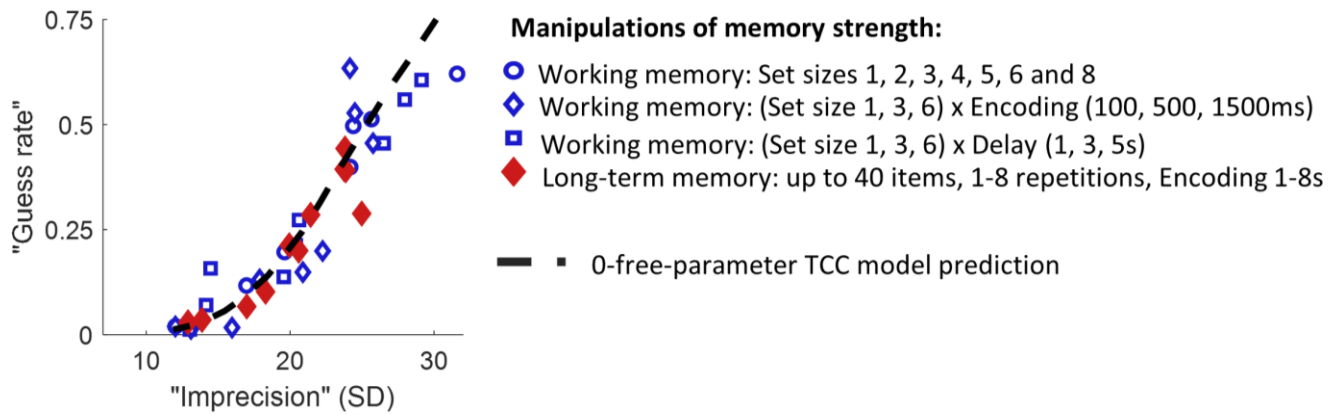 0.75
0.5
0.25
0
"Guess rate"
10
20
30
"Imprecision" (SD)
Manipulations of memory strength:
Working memory: Set sizes 1, 2, 3, 4, 5, 6 and 8
Working memory: (Set size 1, 3, 6) x Encoding (100, 500, 1500ms)
Working memory: (Set size 1, 3, 6) x Delay (1, 3, 5s)
Long-term memory: up to 40 items, 1-8 repetitions, Encoding 1-8s
0-free-parameter TCC model prediction